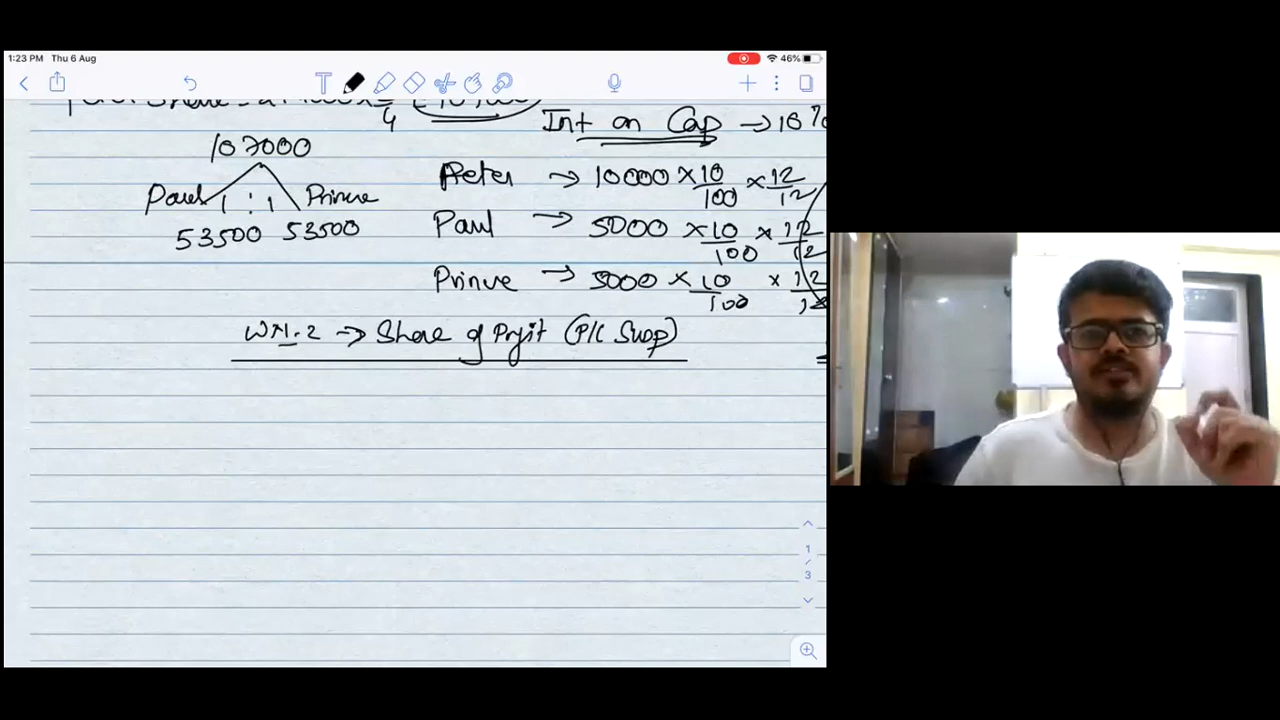 1:23 PM Thu 6 Aug
46%
T
4
Int on Cap → 10%
107000
Peter → 10000 × 10/100 × 12/12
Paul 1 : 1 Prince
Paul → 5000 × 10/100 × 12/12
53500 53500
Prince → 5000 × 10/100 × 12/12
W.N.2 → Share of Profit (P/L Susp)
1
3